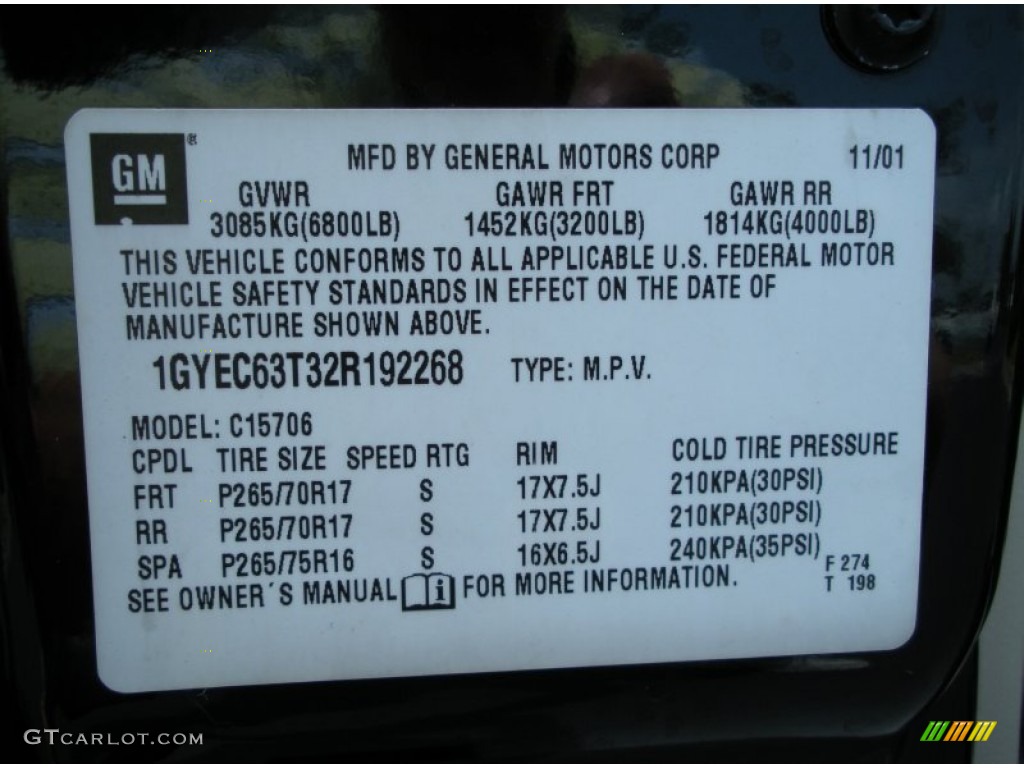 GM ®
MFD BY GENERAL MOTORS CORP 11/01
GVWR GAWR FRT GAWR RR
3085KG(6800LB) 1452KG(3200LB) 1814KG(4000LB)
THIS VEHICLE CONFORMS TO ALL APPLICABLE U.S. FEDERAL MOTOR
VEHICLE SAFETY STANDARDS IN EFFECT ON THE DATE OF
MANUFACTURE SHOWN ABOVE.
1GYEC63T32R192268 TYPE: M.P.V.
MODEL: C15706
CPDL TIRE SIZE SPEED RTG RIM COLD TIRE PRESSURE
FRT P265/70R17 S 17X7.5J 210KPA(30PSI)
RR P265/70R17 S 17X7.5J 210KPA(30PSI)
SPA P265/75R16 S 16X6.5J 240KPA(35PSI)
F 274
SEE OWNER´S MANUAL i FOR MORE INFORMATION.
T 198
GTCARLOT.COM